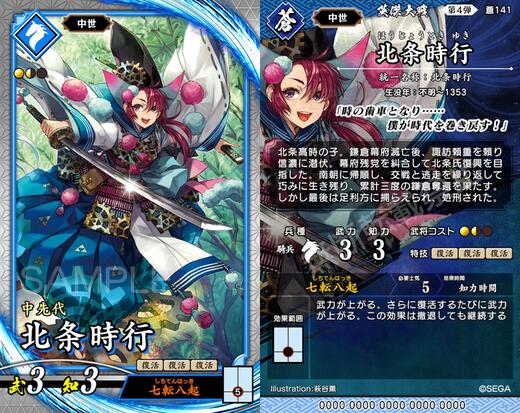 中世
SAMPLE
中先代
北条時行
復活 復活 復活
武3 知3
しちてんはっき
七転八起
5
蒼
中世
英傑大戦
第4弾
蒼141
ほうじょうときゆき
北条時行
統一名称：北条時行
生没年：不明～1353
「時の歯車となり……
僕が時代を巻き戻す！」
北条高時の子。鎌倉幕府滅亡後、諏訪頼重を頼り
信濃に潜伏。幕府残党を糾合して北条氏復興を目
指した。南朝に帰順し、交戦と逃走を繰り返して
巧みに生き残り、累計三度の鎌倉奪還を果たす。
しかし最後は足利方に捕らえられ、処刑された。
兵種 武力 知力 武将コスト
騎兵 3 3 特技 復活 復活 復活
しちてんはっき 必要士気 効果時間
七転八起 5 知力時間
効果範囲
武力が上がる。さらに復活するたびに武力
が上がる。この効果は撤退しても継続する
Illustration:萩谷薫
©SEGA
0000 0000 0000 0000 0000